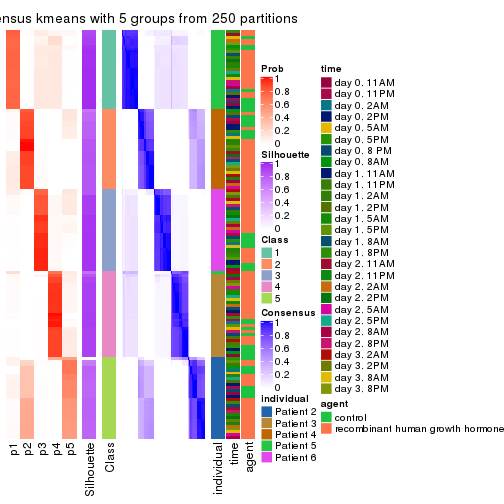 ensus kmeans with 5 groups from 250 partitions
p1
p2
p3
p4
p5
Silhouette
Class
individual
time
agent
Prob
1
0.8
0.6
0.4
0.2
0
Silhouette
1
0.8
0.6
0.4
0.2
0
Class
1
2
3
4
5
Consensus
1
0.8
0.6
0.4
0.2
0
individual
Patient 2
Patient 3
Patient 4
Patient 5
Patient 6
time
day 0. 11AM
day 0. 11PM
day 0. 2AM
day 0. 2PM
day 0. 5AM
day 0. 5PM
day 0. 8 PM
day 0. 8AM
day 1. 11AM
day 1. 11PM
day 1. 2AM
day 1. 2PM
day 1. 5AM
day 1. 5PM
day 1. 8AM
day 1. 8PM
day 2. 11AM
day 2. 11PM
day 2. 2AM
day 2. 2PM
day 2. 5AM
day 2. 5PM
day 2. 8AM
day 2. 8PM
day 3. 2AM
day 3. 2PM
day 3. 8AM
day 3. 8PM
agent
control
recombinant human growth hormone